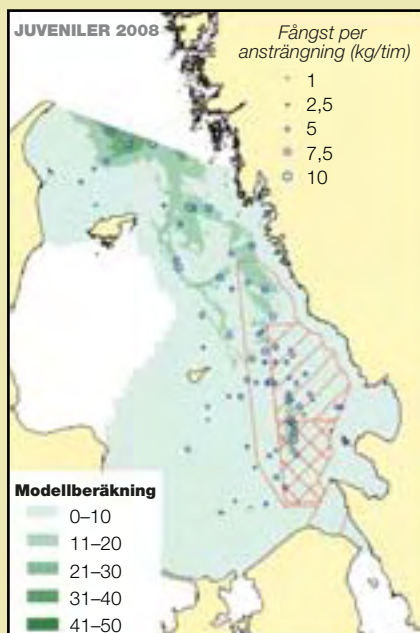 JUVENILER 2008
Fångst per
ansträngning (kg/tim)
1
2,5
5
7,5
10
Modellberäkning
0–10
11–20
21–30
31–40
41–50